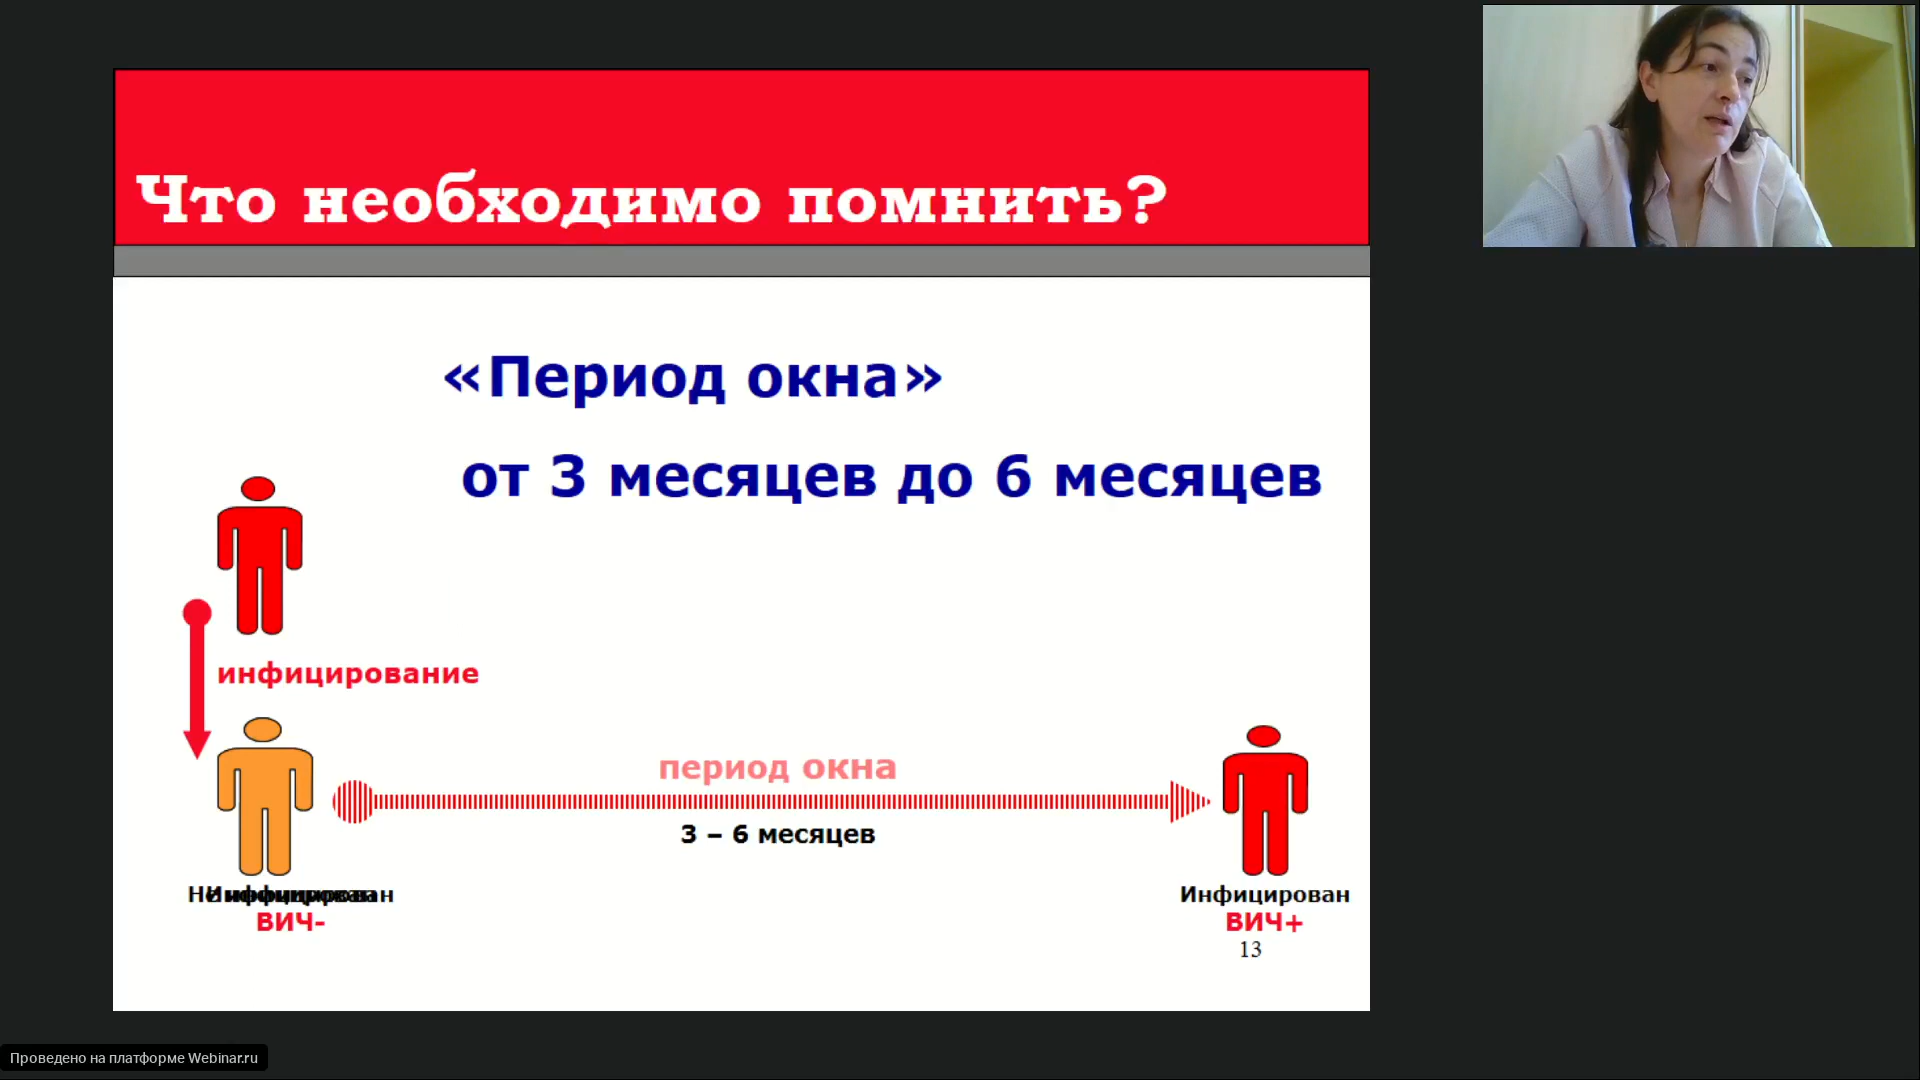 Что необходимо помнить?
«Период окна»
от 3 месяцев до 6 месяцев
инфицирование
период окна
3 – 6 месяцев
ВИЧ-
Инфицирован
ВИЧ+
13
Проведено на платформе Webinar.ru